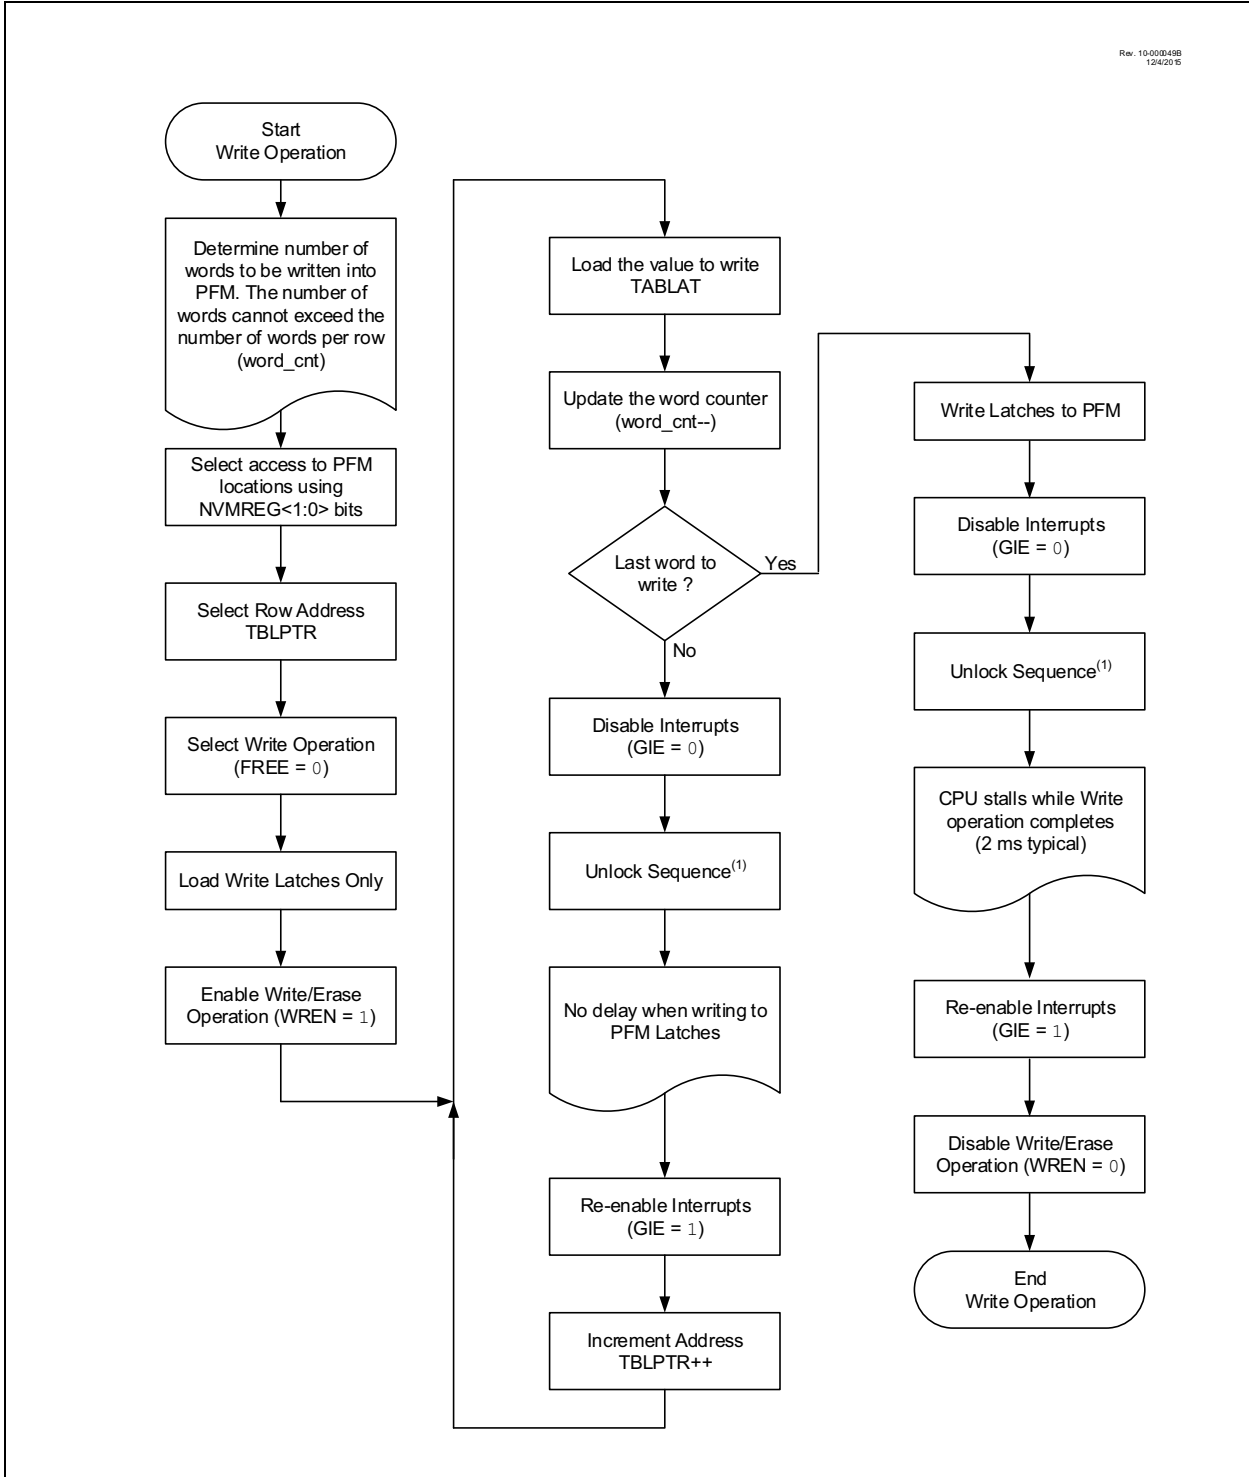 Rev. 10-000049B
12/4/2015
Start
Write Operation
Determine number of
words to be written into
PFM. The number of
words cannot exceed the
number of words per row
(word_cnt)
Select access to PFM
locations using
NVMREG<1:0> bits
Select Row Address
TBLPTR
Select Write Operation
(FREE = 0)
Load Write Latches Only
Enable Write/Erase
Operation (WREN = 1)
Load the value to write
TABLAT
Update the word counter
(word_cnt--)
Last word to
write ?
Yes
No
Disable Interrupts
(GIE = 0)
Unlock Sequence(1)
No delay when writing to
PFM Latches
Re-enable Interrupts
(GIE = 1)
Increment Address
TBLPTR++
Write Latches to PFM
Disable Interrupts
(GIE = 0)
Unlock Sequence(1)
CPU stalls while Write
operation completes
(2 ms typical)
Re-enable Interrupts
(GIE = 1)
Disable Write/Erase
Operation (WREN = 0)
End
Write Operation